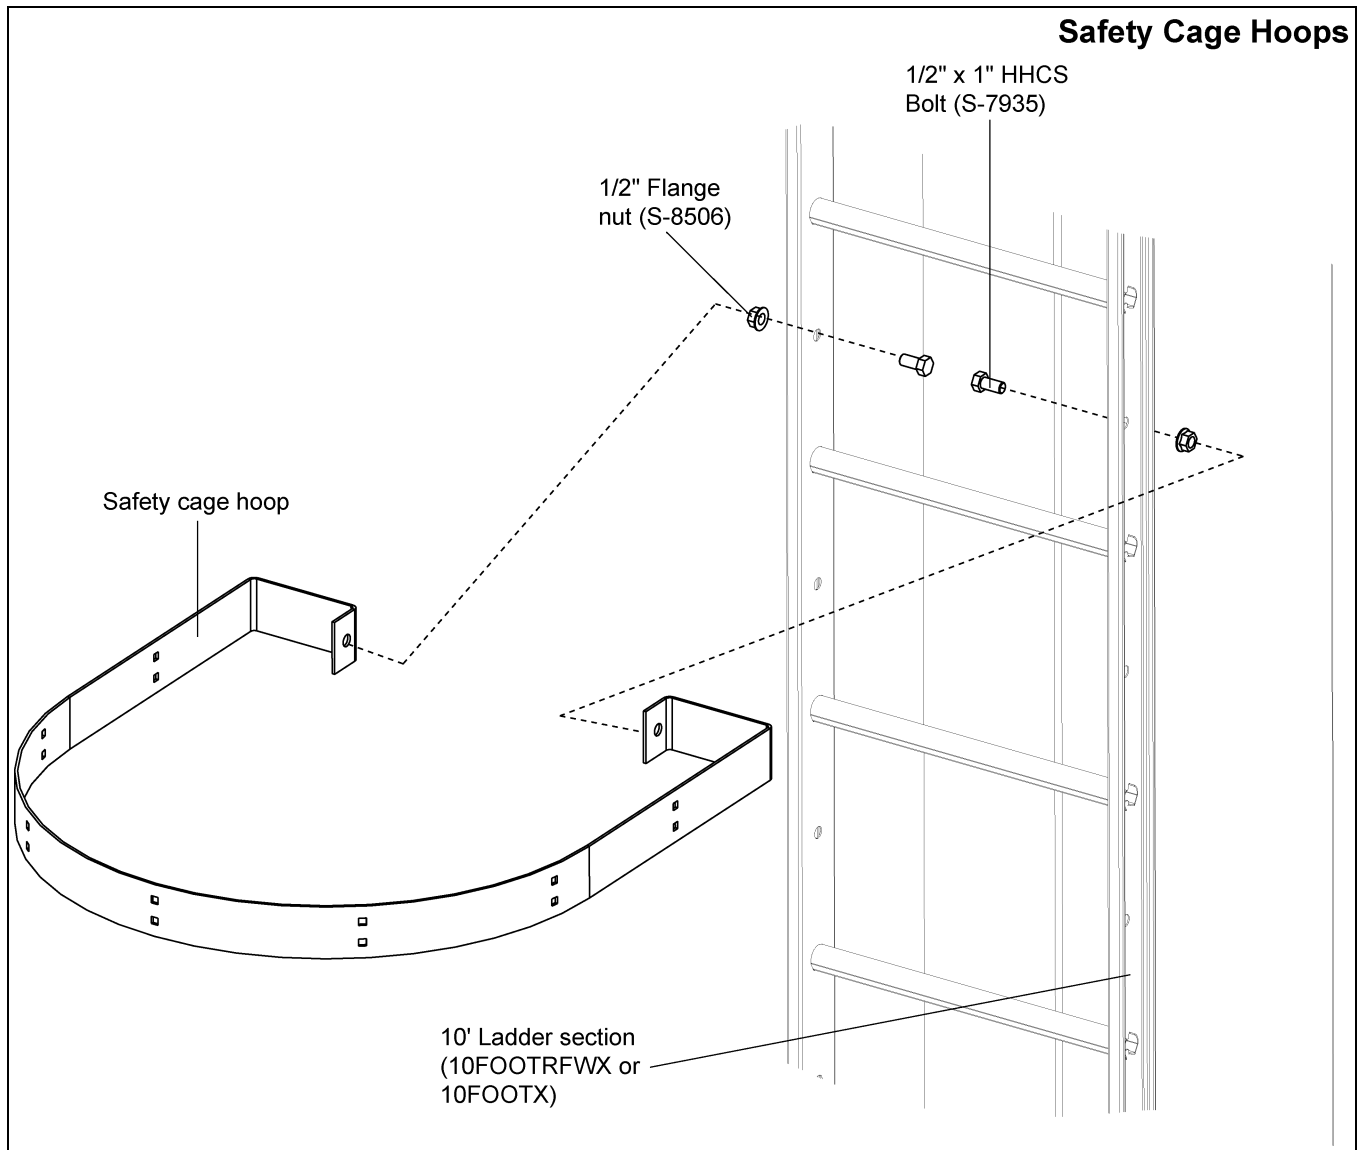 Safety Cage Hoops
1/2" x 1" HHCS
Bolt (S-7935)
1/2" Flange
nut (S-8506)
Safety cage hoop
10' Ladder section
(10FOOTRFWX or
10FOOTX)